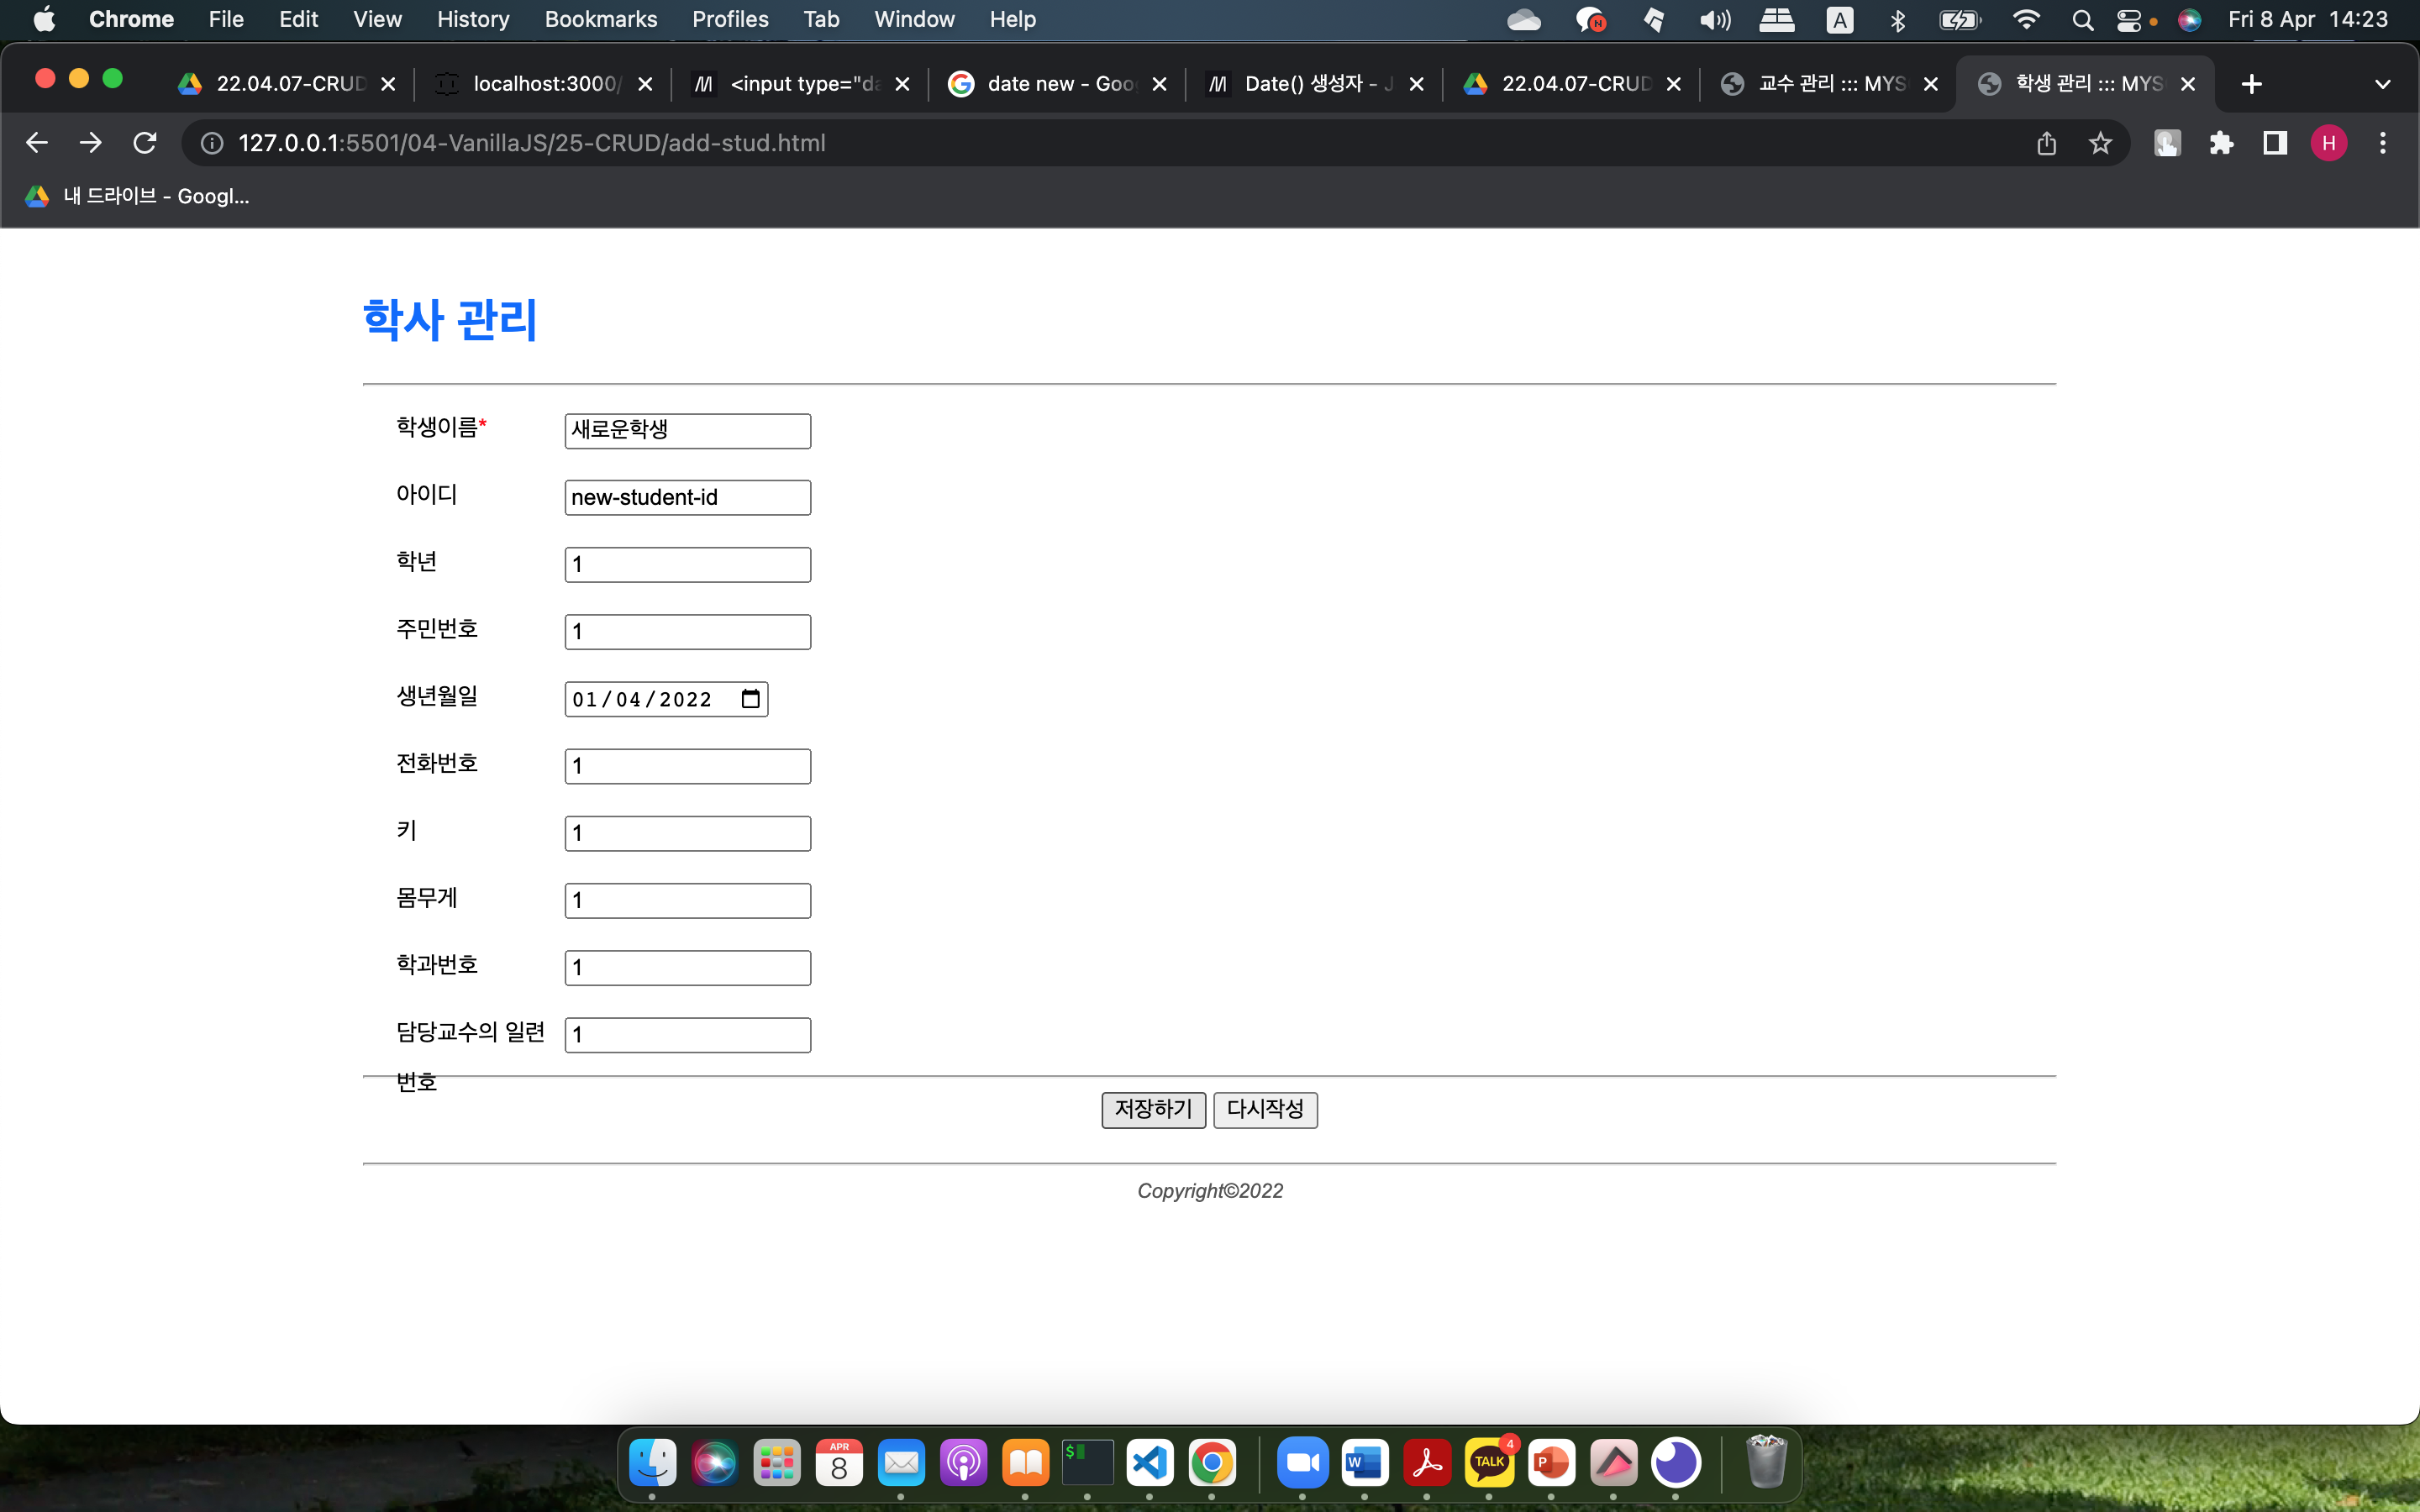 Chrome File Edit View History Bookmarks Profiles Tab Window Help A Fri 8 Apr 14:23
22.04.07-CRUD localhost:3000/ <input type="da date new - Goo Date() 생성자 - J 22.04.07-CRUD 교수 관리 ::: MYS 학생 관리 ::: MYS
127.0.0.1:5501/04-VanillaJS/25-CRUD/add-stud.html H
내 드라이브 - Googl...
학사 관리
학생이름* 새로운학생
아이디 new-student-id
학년 1
주민번호 1
생년월일 01/04/2022
전화번호 1
키 1
몸무게 1
학과번호 1
담당교수의 일련 1
번호
저장하기 다시작성
Copyright©2022
APR
8
$
W
TALK
4
P